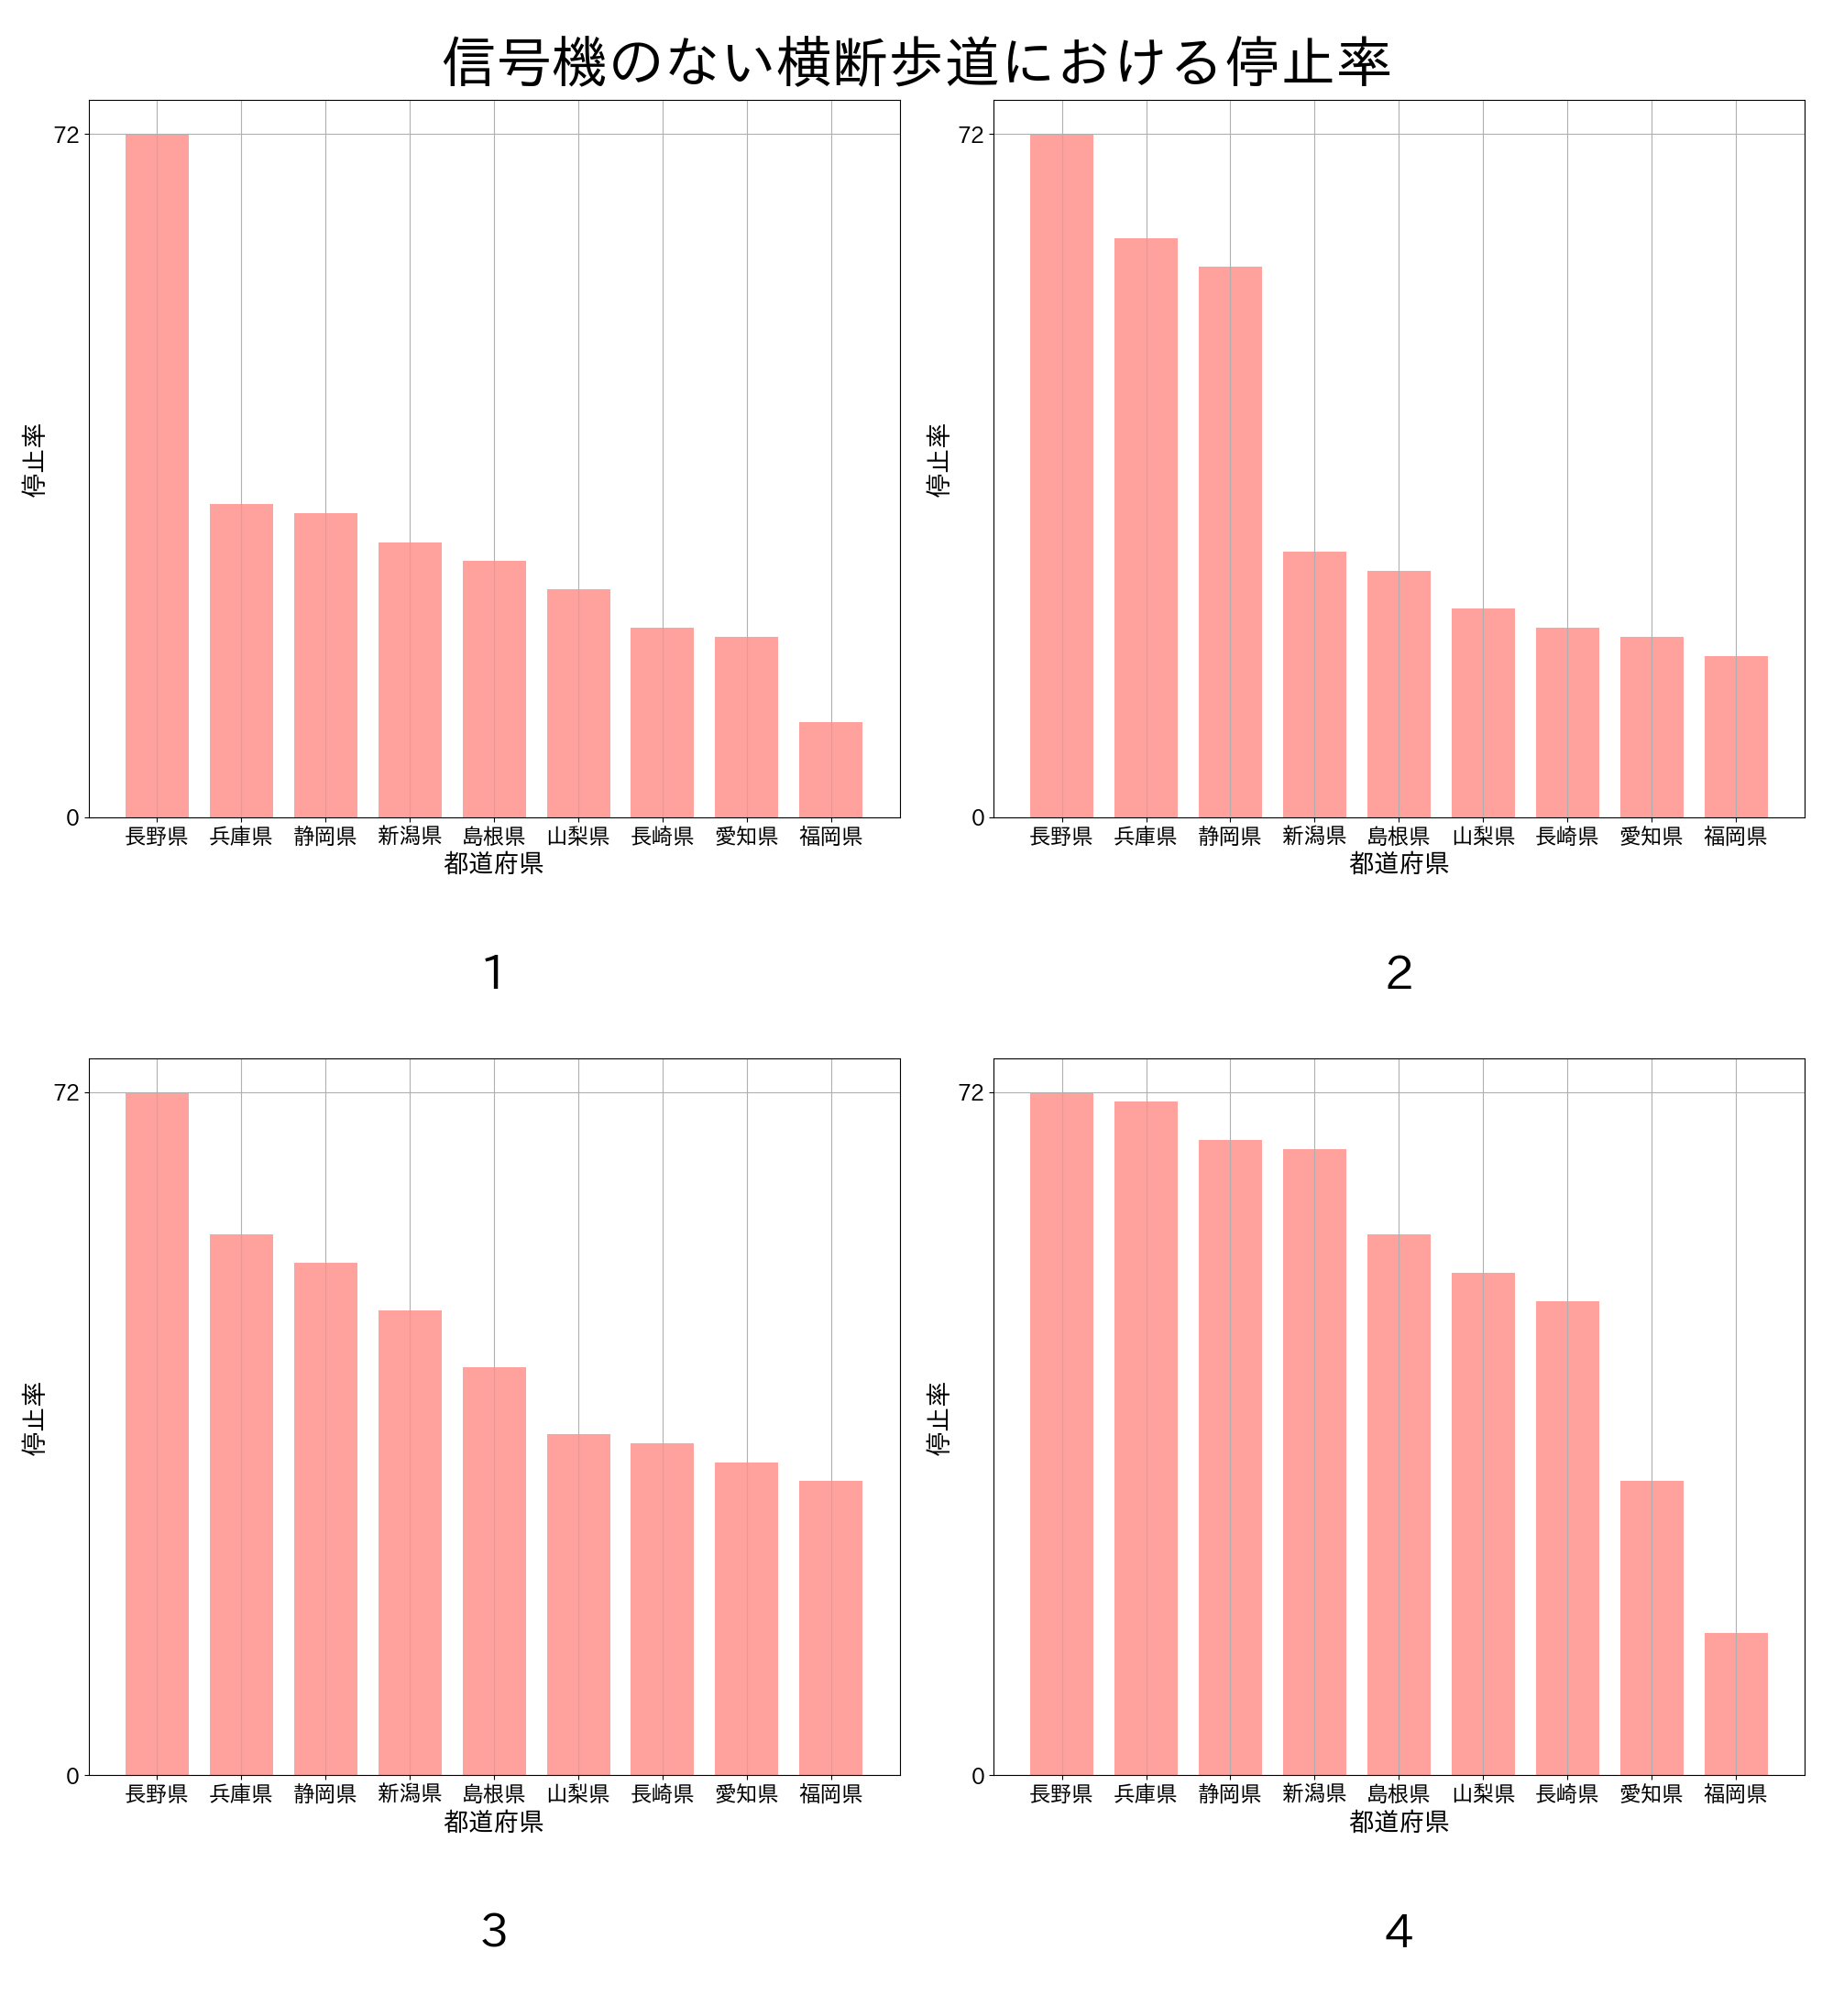 信号機のない横断歩道における停止率
72
停止率
0
長野県 兵庫県 静岡県 新潟県 島根県 山梨県 長崎県 愛知県 福岡県
都道府県
1
72
停止率
0
長野県 兵庫県 静岡県 新潟県 島根県 山梨県 長崎県 愛知県 福岡県
都道府県
2
72
停止率
0
長野県 兵庫県 静岡県 新潟県 島根県 山梨県 長崎県 愛知県 福岡県
都道府県
3
72
停止率
0
長野県 兵庫県 静岡県 新潟県 島根県 山梨県 長崎県 愛知県 福岡県
都道府県
4